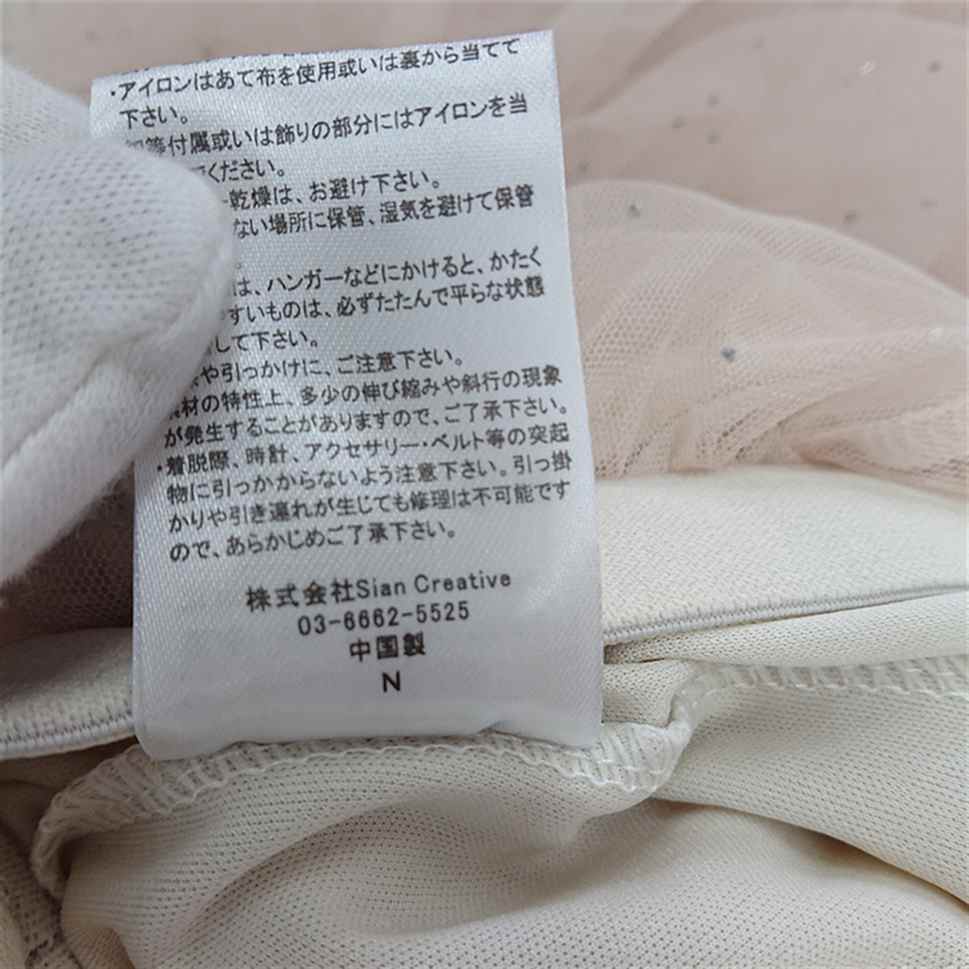 ・アイロンはあて布を使用或いは裏から当てて
下さい。
等付属或いは飾りの部分にはアイロンを当
でください。
乾燥は、お避け下さい。
ない場所に保管、湿気を避けて保管
は、ハンガーなどにかけると、かたく
すいものは、必ずたたんで平らな状態
して下さい。
や引っかけに、ご注意下さい。
素材の特性上、多少の伸び縮みや斜行の現象
が発生することがありますので、ご了承下さい。
・着脱際、時計、アクセサリー・ベルト等の突起
物に引っかからないよう注意下さい。引っ掛
かりや引き連れが生じても修理は不可能です
ので、あらかじめご了承下さい。
株式会社Sian Creative
03-6662-5525
中国製
N